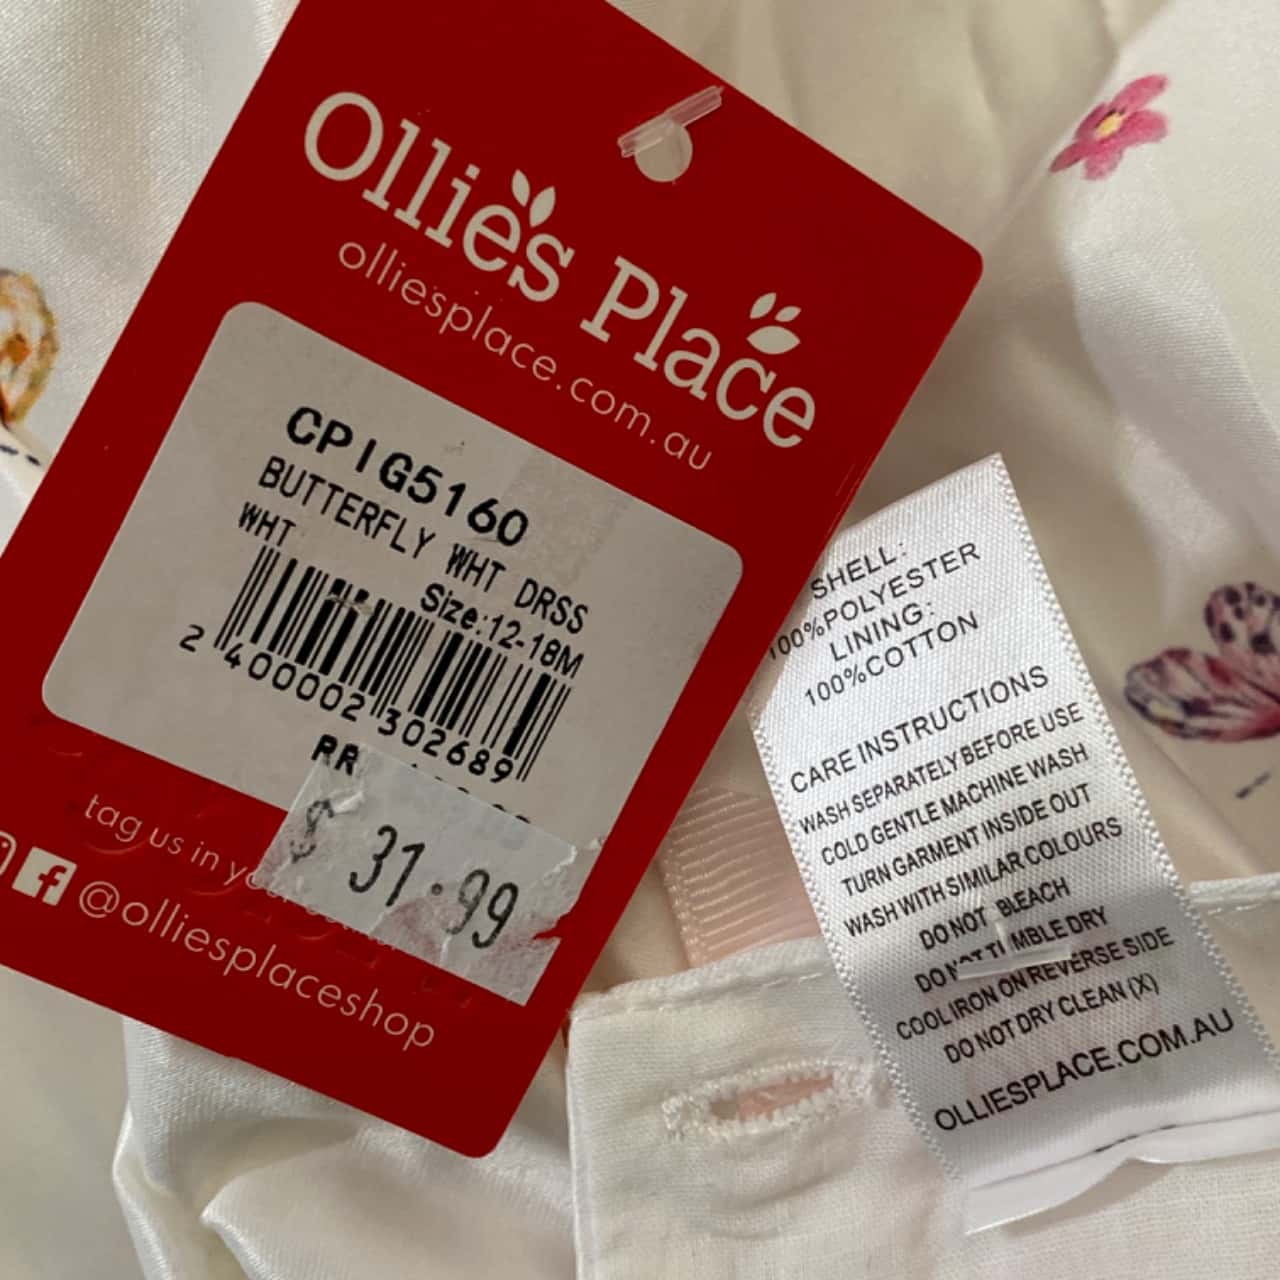 Ollie's Place
olliesplace.com.au
CPIG5160
BUTTERFLY WHT DRSS
WHT
Size:12-18M
2 400002 302689
RR
$ 31.99
tag us in your
@olliesplaceshop
SHELL:
100%POLYESTER
LINING:
100%COTTON
CARE INSTRUCTIONS
WASH SEPARATELY BEFORE USE
COLD GENTLE MACHINE WASH
TURN GARMENT INSIDE OUT
WASH WITH SIMILAR COLOURS
DO NOT BLEACH
DO NOT TUMBLE DRY
COOL IRON ON REVERSE SIDE
DO NOT DRY CLEAN (X)
OLLIESPLACE.COM.AU